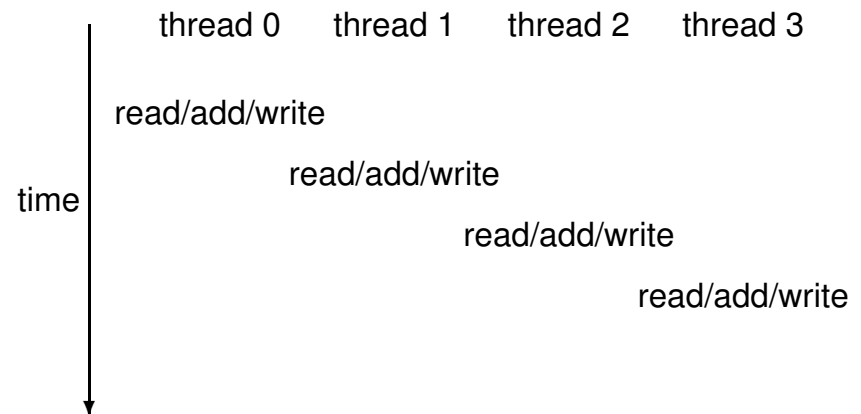 thread 0 thread 1 thread 2 thread 3
read/add/write
read/add/write
time
read/add/write
read/add/write